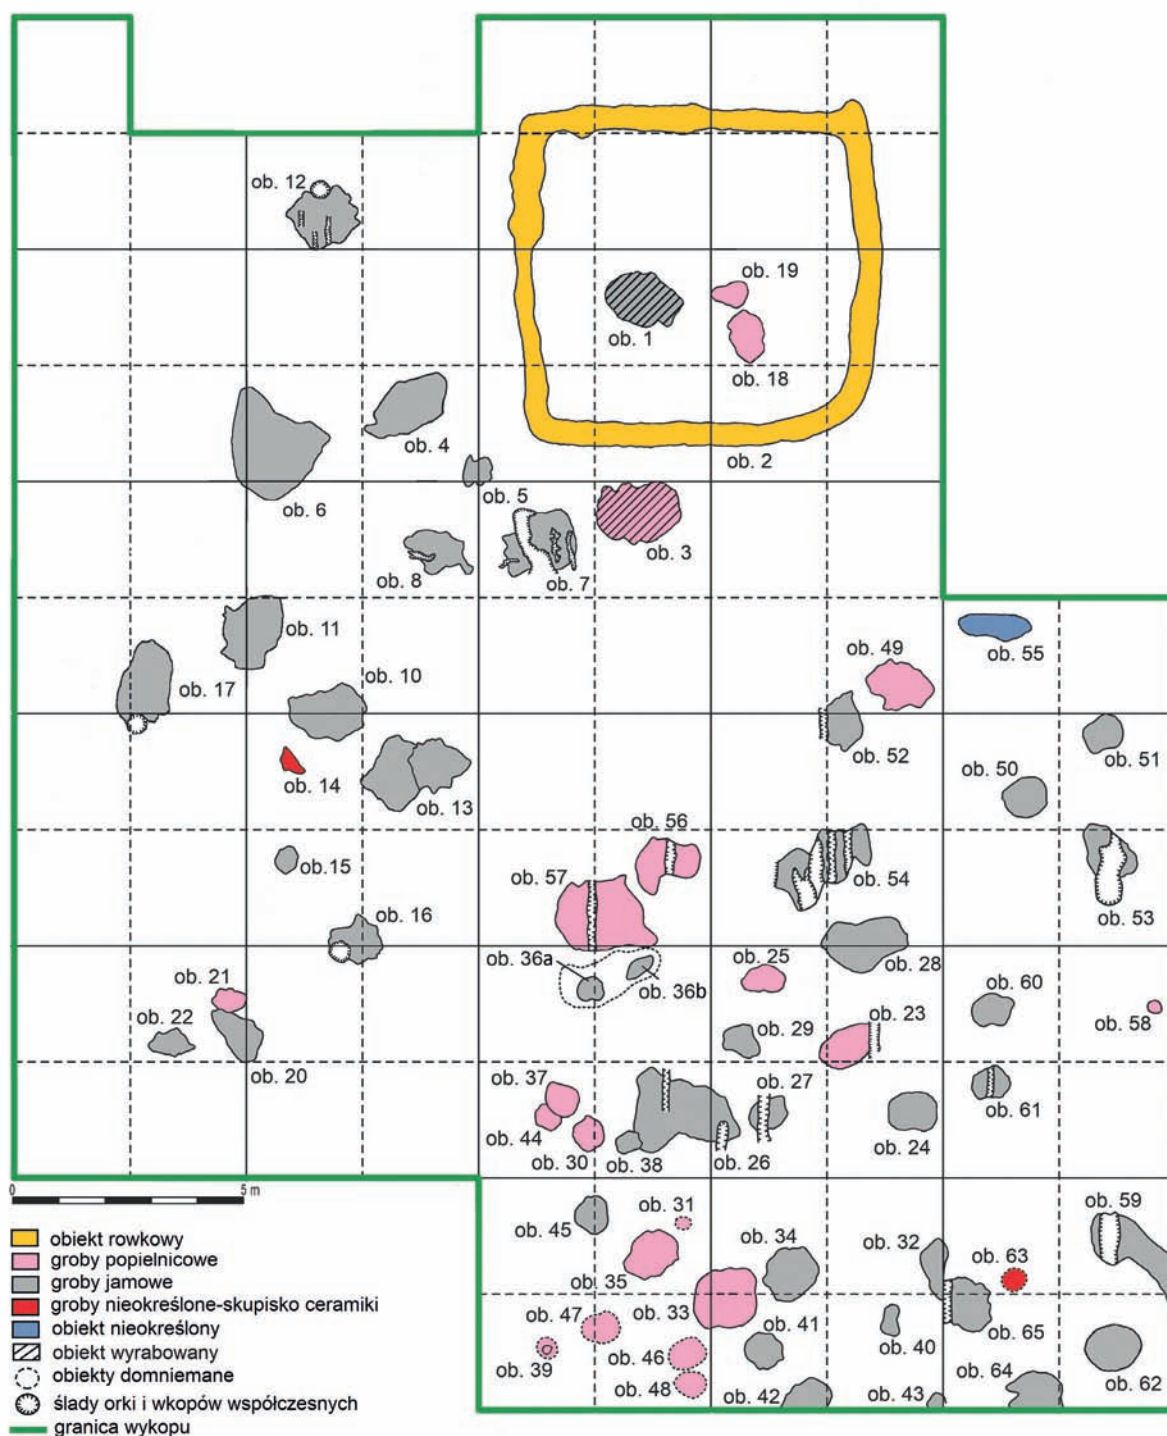 ob. 12
ob. 19
ob. 1
ob. 18
ob. 4
ob. 2
ob. 5
ob. 6
ob. 3
ob. 8
ob. 7
ob. 11
ob. 49
ob. 55
ob. 17
ob. 10
ob. 52
ob. 51
ob. 50
ob. 14
ob. 13
ob. 56
ob.15
ob. 57
ob. 54
ob. 53
ob. 16
ob. 36a
ob. 25
ob. 28
ob. 21
ob. 36b
ob. 60
ob. 22
ob. 29
ob. 23
ob. 58
ob. 20
ob. 37
ob. 27
ob. 61
ob. 44
ob. 24
ob. 30
ob. 38
ob. 26
0
5 m
ob. 31
ob. 59
ob. 45
ob. 34
ob. 32
ob. 63
ob. 35
ob. 47
ob. 33
ob. 41
ob. 40
ob. 65
ob. 39
ob. 46
ob. 64
ob. 62
ob. 48
ob. 42
ob. 43
obiekt rowkowy
groby popielnicowe
groby jamowe
groby nieokreślone-skupisko ceramiki
obiekt nieokreślony
obiekt wyrabowany
obiekty domniemane
ślady orki i wkopów współczesnych
granica wykopu